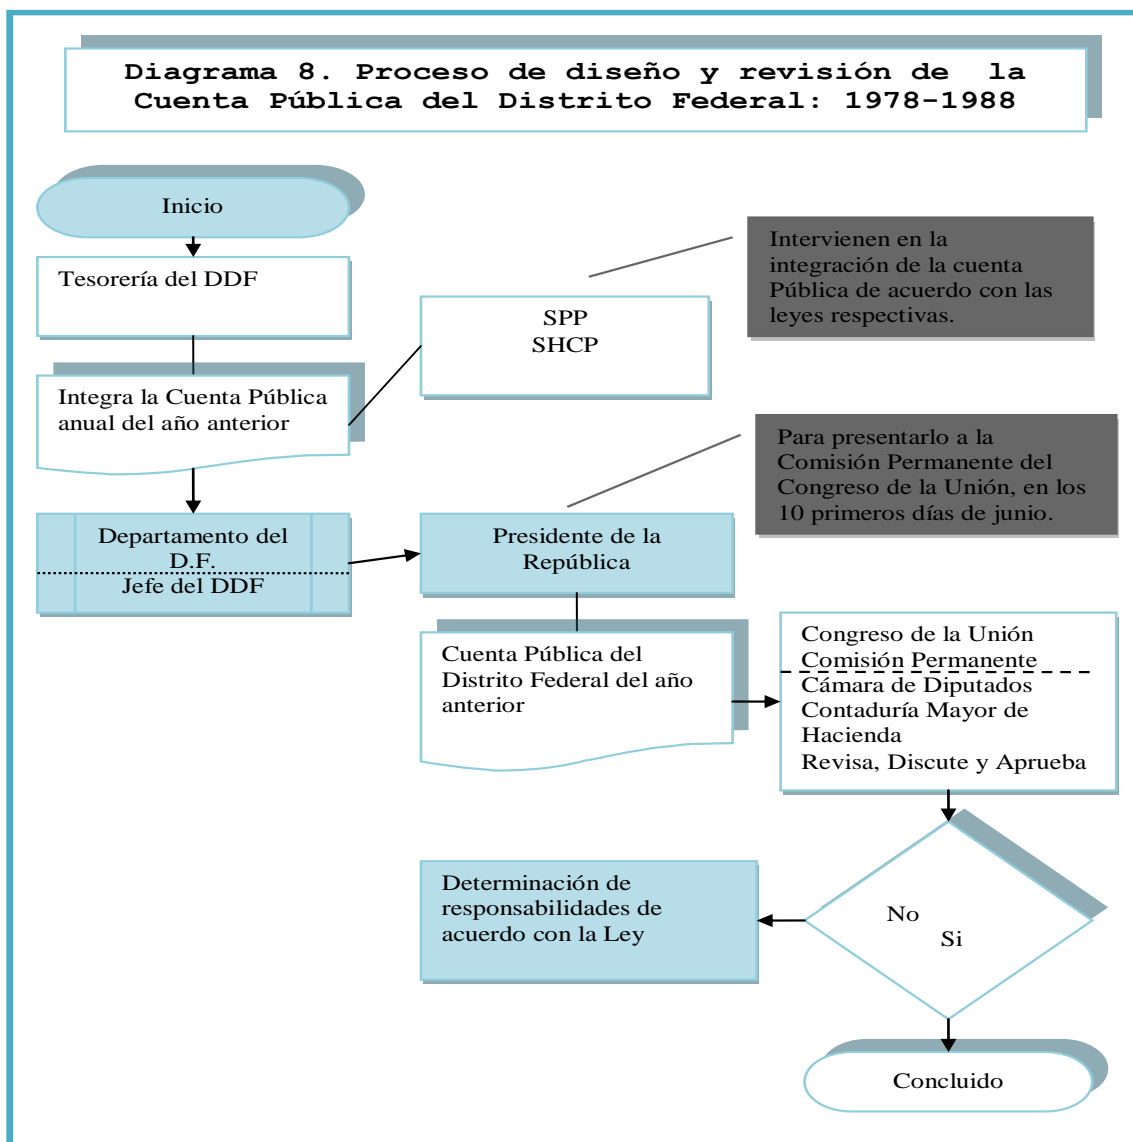 Diagrama 8. Proceso de diseño y revisión de la
Cuenta Pública del Distrito Federal: 1978-1988
Inicio
Tesorería del DDF
Intervienen en la
integración de la cuenta
Pública de acuerdo con las
leyes respectivas.
SPP
SHCP
Integra la Cuenta Pública
anual del año anterior
Para presentarlo a la
Comisión Permanente del
Congreso de la Unión, en los
10 primeros días de junio.
Departamento del
D.F.
Jefe del DDF
Presidente de la
República
Cuenta Pública del
Distrito Federal del año
anterior
Congreso de la Unión
Comisión Permanente
Cámara de Diputados
Contaduría Mayor de
Hacienda
Revisa, Discute y Aprueba
Determinación de
responsabilidades de
acuerdo con la Ley
No
Si
Concluido